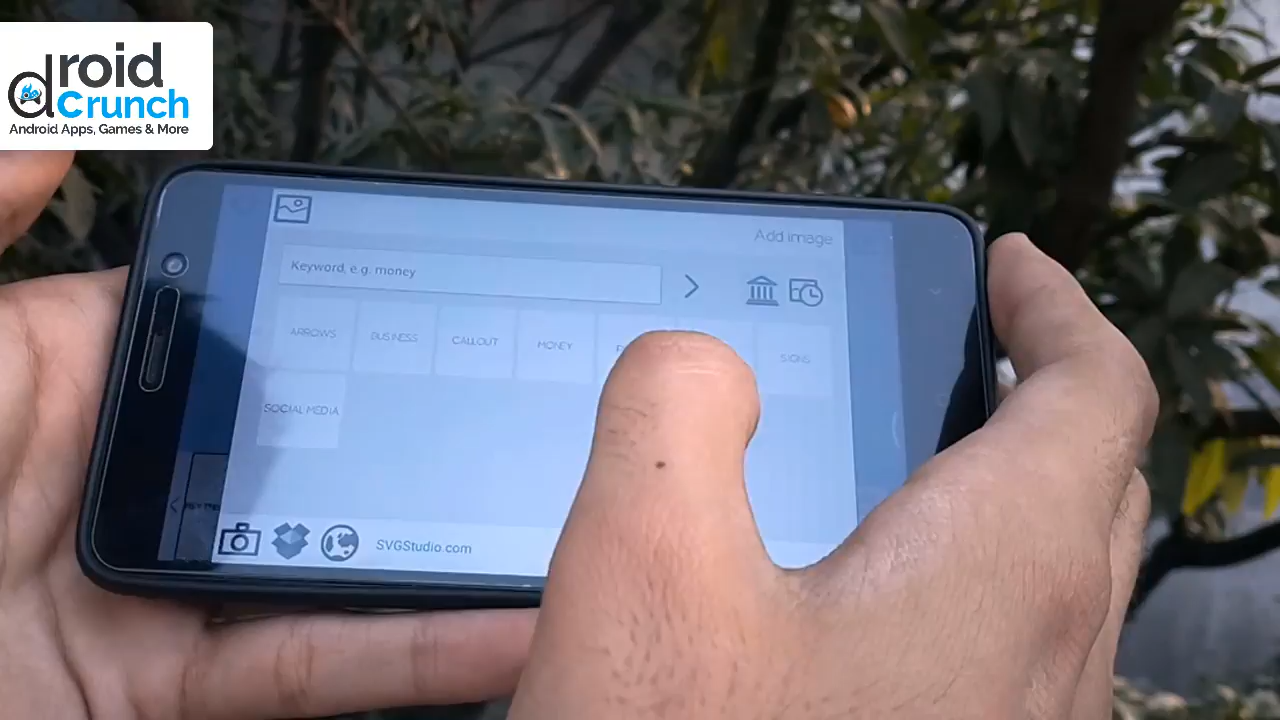 droid
Crunch
Android Apps, Games & More
Add image
Keyword, e.g. money
ARROWS
BUSINESS
CALLOUT
MONEY
SIGNS
SOCIAL MEDIA
SVGStudio.com